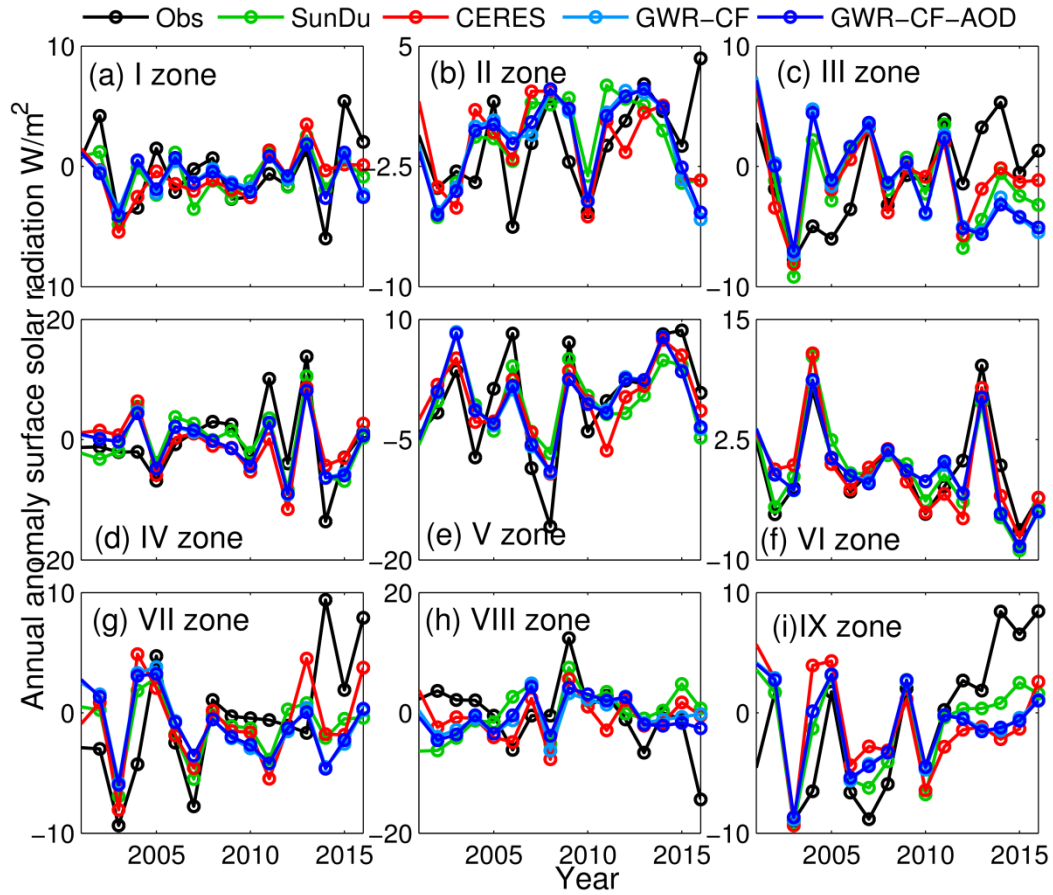 Obs SunDu CERES GWR−CF GWR−CF−AOD
Annual anomaly surface solar radiation W/m2
10
0
10
(a) I zone
5
−2.5
−10
(b) II zone
10
0
−10
(c) III zone
20
0
20
(d) IV zone
10
−5
−20
(e) V zone
15
2.5
−10
(f) VI zone
10
0
−10
(g) VII zone
20
0
−20
(h) VIII zone
10
0
−10
(i)IX zone
2005 2010 2015 2005 2010 2015 2005 2010 2015
Year